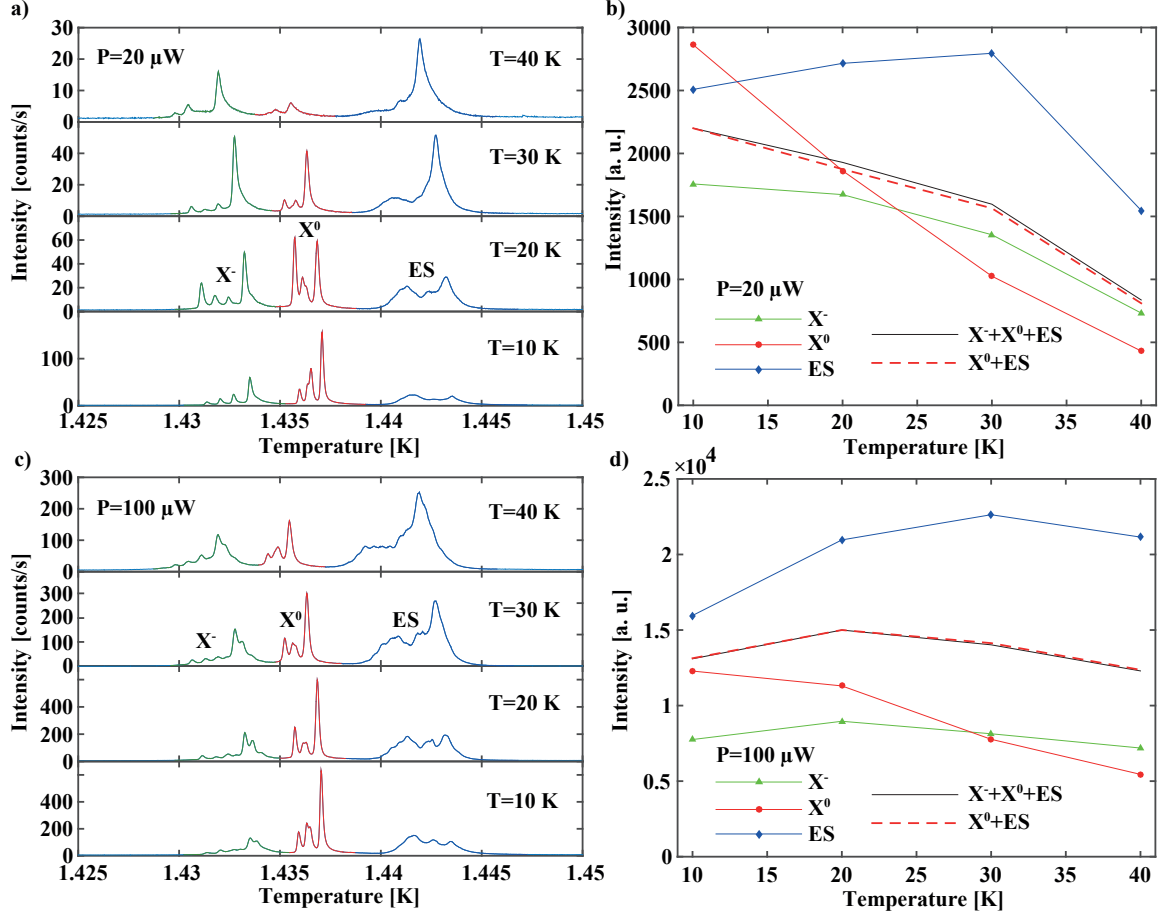 a)
P=20 μW
T=40 K
T=30 K
T=20 K
T=10 K
X⁻
X⁰
ES
30
20
10
0
40
20
0
60
40
20
0
100
0
Intensity [counts/s]
1.425 1.43 1.435 1.44 1.445 1.45
Temperature [K]
b)
3000
2500
2000
1500
1000
500
0
Intensity [a. u.]
P=20 μW
X⁻
X⁰
ES
X⁻+X⁰+ES
X⁰+ES
10 15 20 25 30 35 40
Temperature [K]
c)
P=100 μW
T=40 K
T=30 K
T=20 K
T=10 K
X⁻
X⁰
ES
300
200
100
0
300
200
100
0
400
200
0
400
200
0
Intensity [counts/s]
1.425 1.43 1.435 1.44 1.445 1.45
Temperature [K]
d)
×10⁴
2.5
2
1.5
1
0.5
0
Intensity [a. u.]
P=100 μW
X⁻
X⁰
ES
X⁻+X⁰+ES
X⁰+ES
10 15 20 25 30 35 40
Temperature [K]